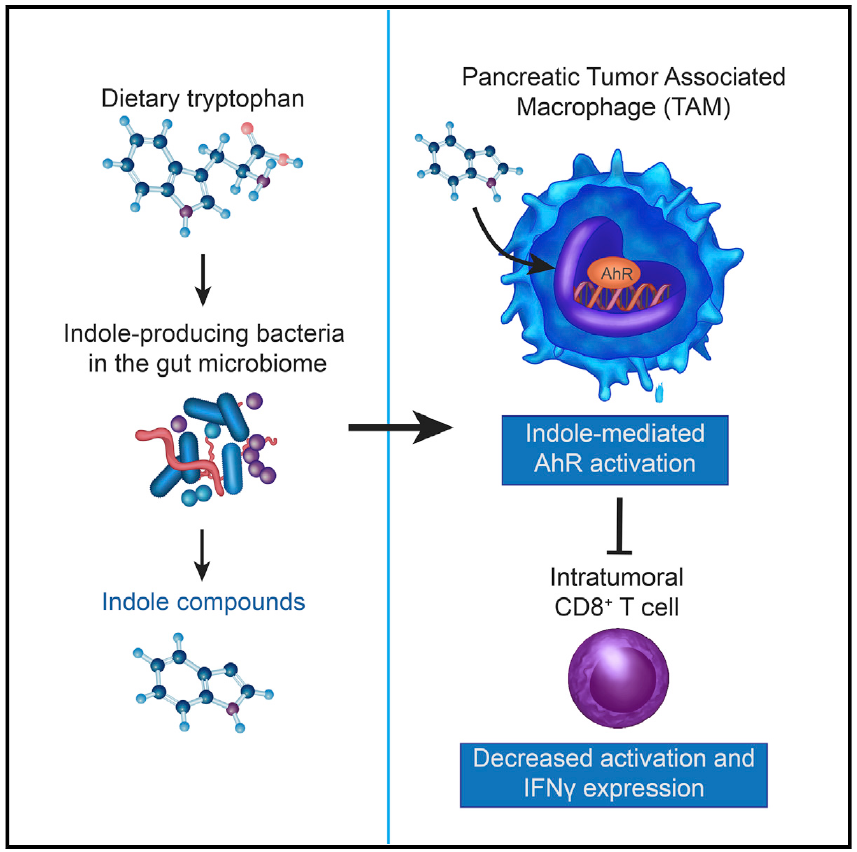 Dietary tryptophan
Indole-producing bacteria
in the gut microbiome
Indole compounds
Pancreatic Tumor Associated
Macrophage (TAM)
AhR
Indole-mediated
AhR activation
Intratumoral
CD8⁺ T cell
Decreased activation and
IFNγ expression